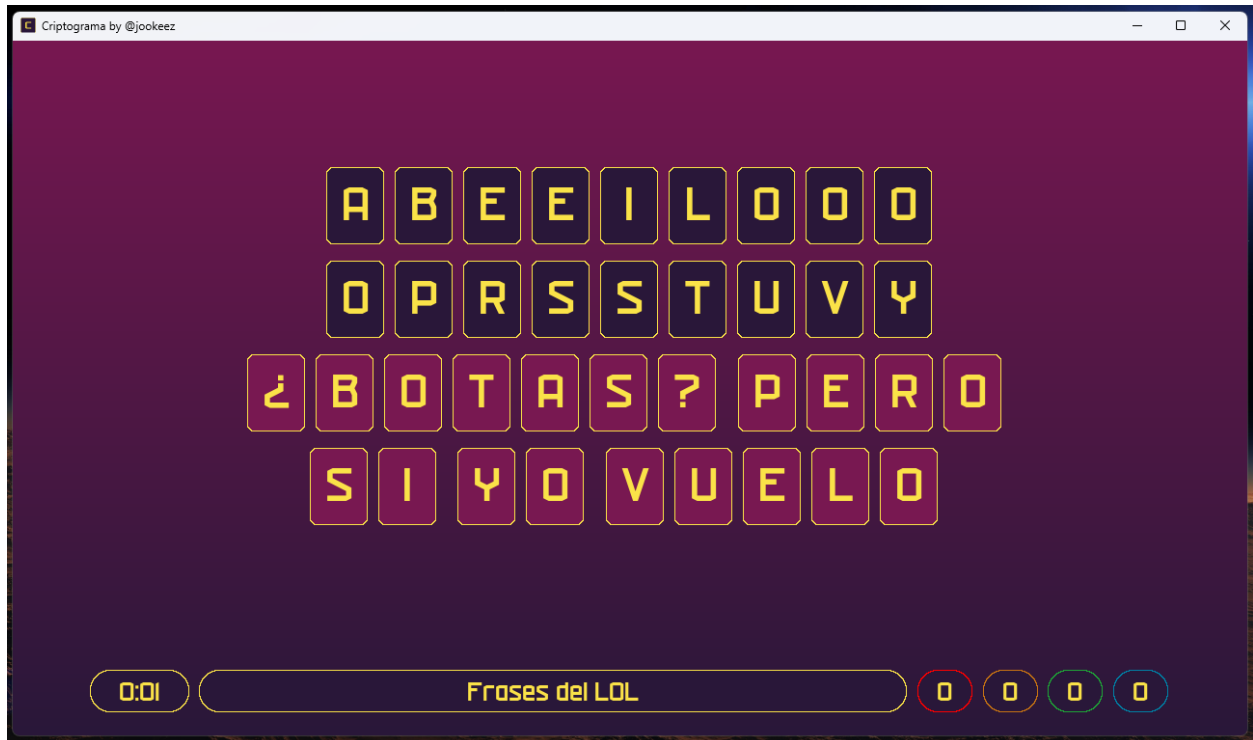 C Criptograma by @jookeez
A B E E I L O O O
O P R S S T U V Y
¿BOTAS? PERO
SI YO VUELO
0:01 Frases del LOL 0 0 0 0